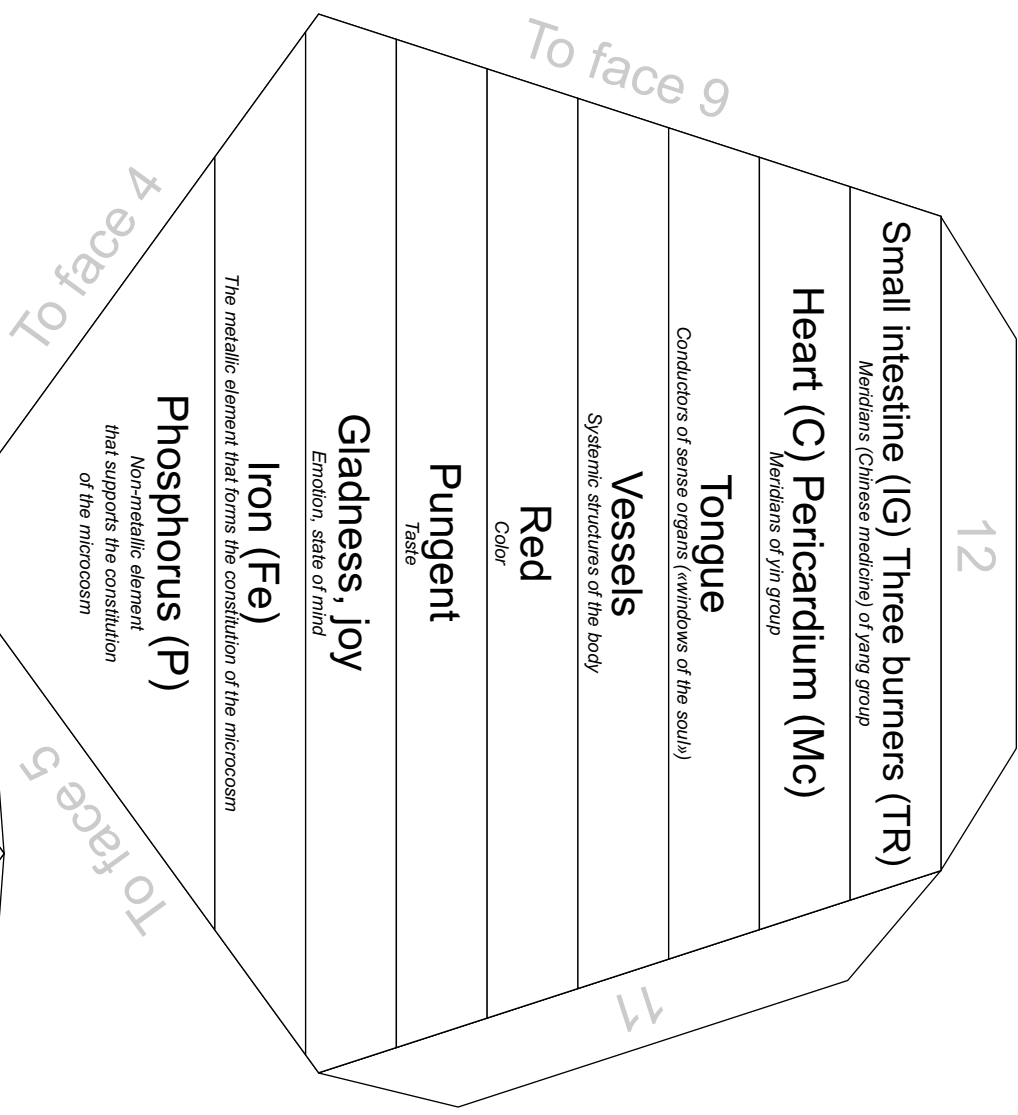 To face 9
To face 4
12
Small intestine (IG) Three burners (TR)
Meridians (Chinese medicine) of yang group
Heart (C) Pericardium (Mc)
Meridians of yin group
Tongue
Conductors of sense organs («windows of the soul»)
Vessels
Systemic structures of the body
Red
Color
Pungent
Taste
Gladness, joy
Emotion, state of mind
Iron (Fe)
The metallic element that forms the constitution of the microcosm
Phosphorus (P)
Non-metallic element
that supports the constitution
of the microcosm
To face 5
11